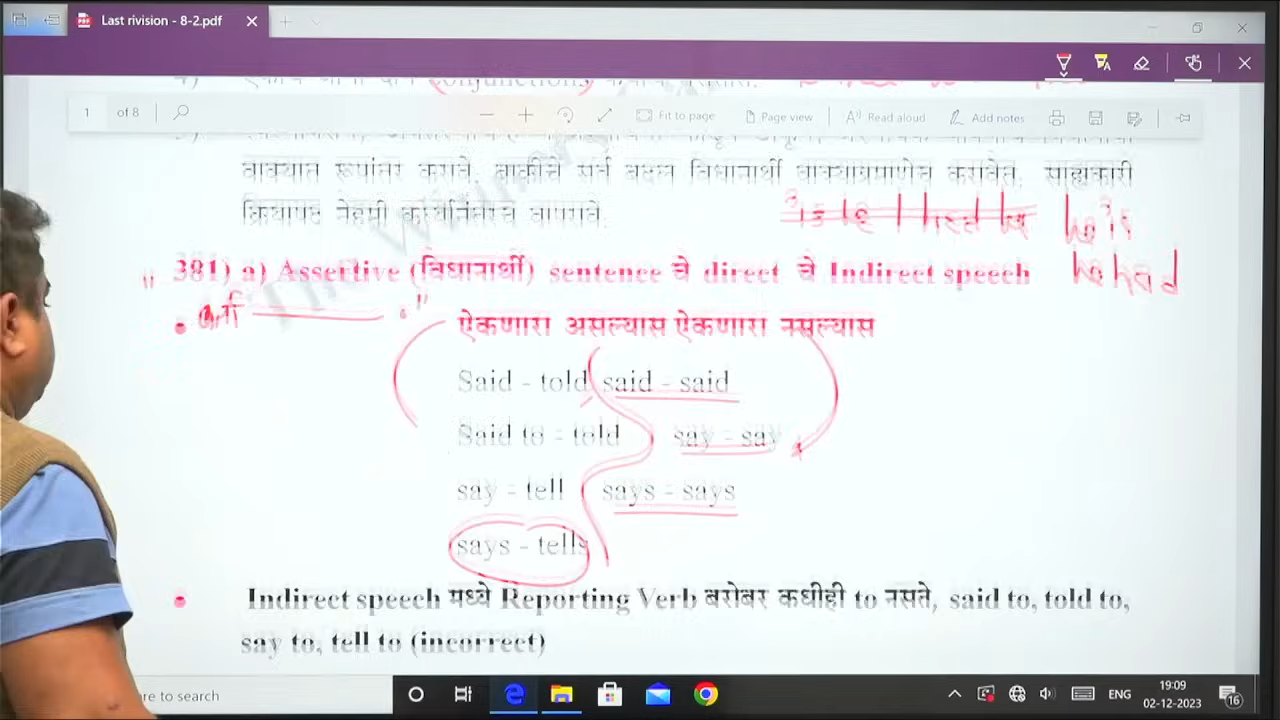 Last rivision - 8-2.pdf
1 of 8
Fit to page
Page view
Read aloud
Add notes
वाक्यात रूपांतर करावे. बाकीचे सर्व बदल विधानार्थी वाक्याप्रमाणेच करावेत. साह्यकारी
क्रियापद नेहमी कर्त्यानंतरच वापरावे.
he is
he had
381) a) Assertive (विधानार्थी) sentence चे direct चे Indirect speech
ऐकणारा असल्यास ऐकणारा नसल्यास
Said - told said - said
Said to = told say - say
say = tell says = says
says - tells
Indirect speech मध्ये Reporting Verb बरोबर कधीही to नसते, said to, told to,
say to, tell to (incorrect)
re to search
ENG
19:09
02-12-2023
16